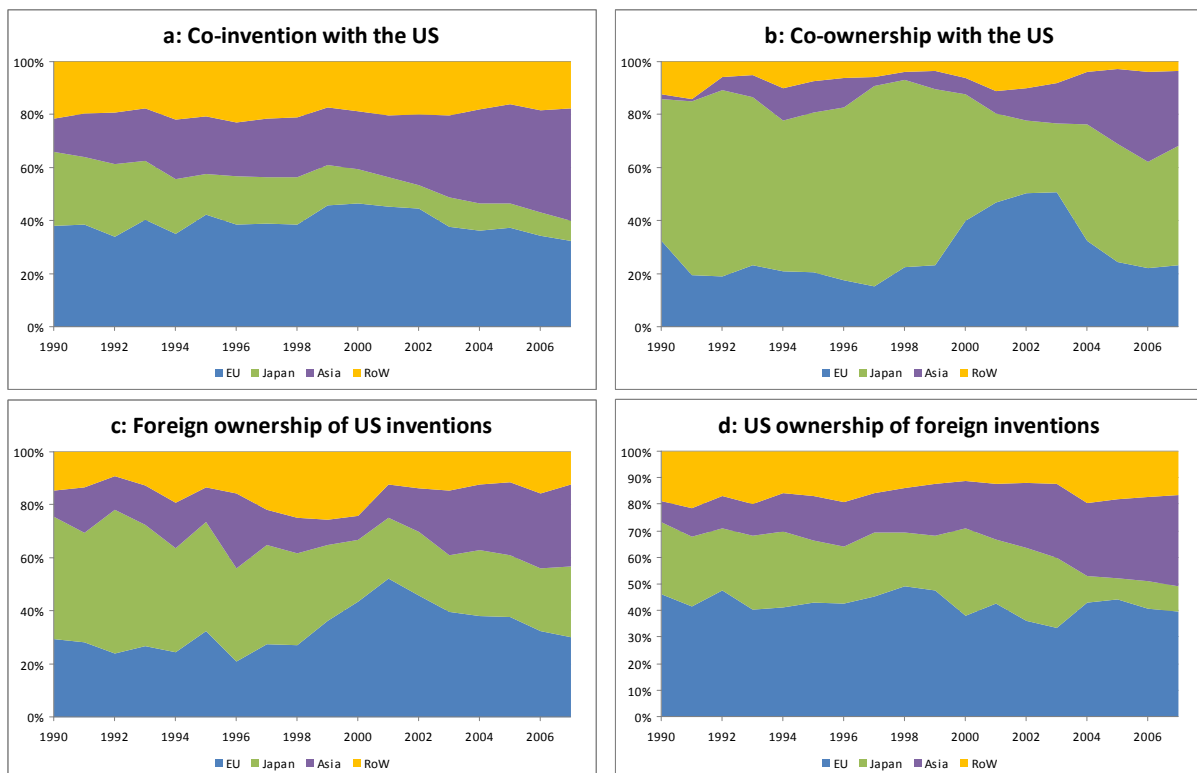 a: Co-invention with the US
100%
80%
60%
40%
20%
0%
1990 1992 1994 1996 1998 2000 2002 2004 2006
EU Japan Asia RoW
b: Co-ownership with the US
100%
80%
60%
40%
20%
0%
1990 1992 1994 1996 1998 2000 2002 2004 2006
EU Japan Asia RoW
c: Foreign ownership of US inventions
100%
80%
60%
40%
20%
0%
1990 1992 1994 1996 1998 2000 2002 2004 2006
EU Japan Asia RoW
d: US ownership of foreign inventions
100%
90%
80%
70%
60%
50%
40%
30%
20%
10%
0%
1990 1992 1994 1996 1998 2000 2002 2004 2006
EU Japan Asia RoW